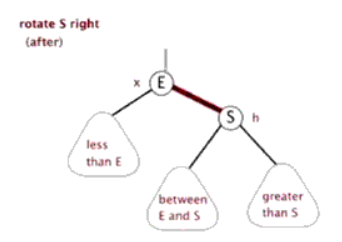 rotate S right
(after)
x E
S h
less
than E
between
E and S
greater
than S